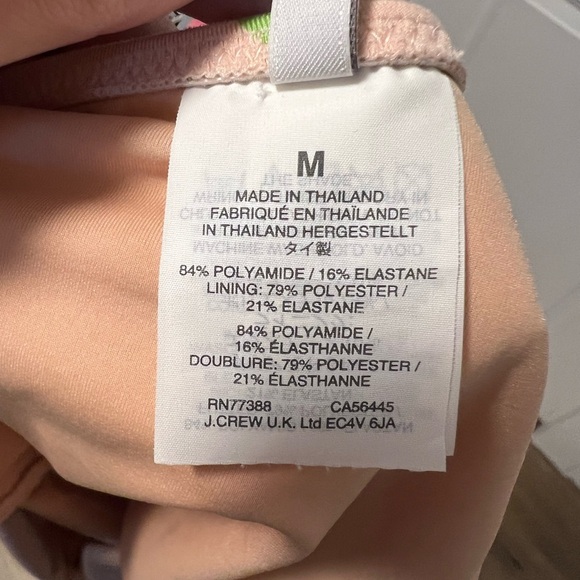 M
MADE IN THAILAND
FABRIQUÉ EN THAÏLANDE
IN THAILAND HERGESTELLT
タイ製
84% POLYAMIDE / 16% ELASTANE
LINING: 79% POLYESTER /
21% ELASTANE
84% POLYAMIDE /
16% ÉLASTHANNE
DOUBLURE: 79% POLYESTER /
21% ÉLASTHANNE
RN77388 CA56445
J.CREW U.K. Ltd EC4V 6JA